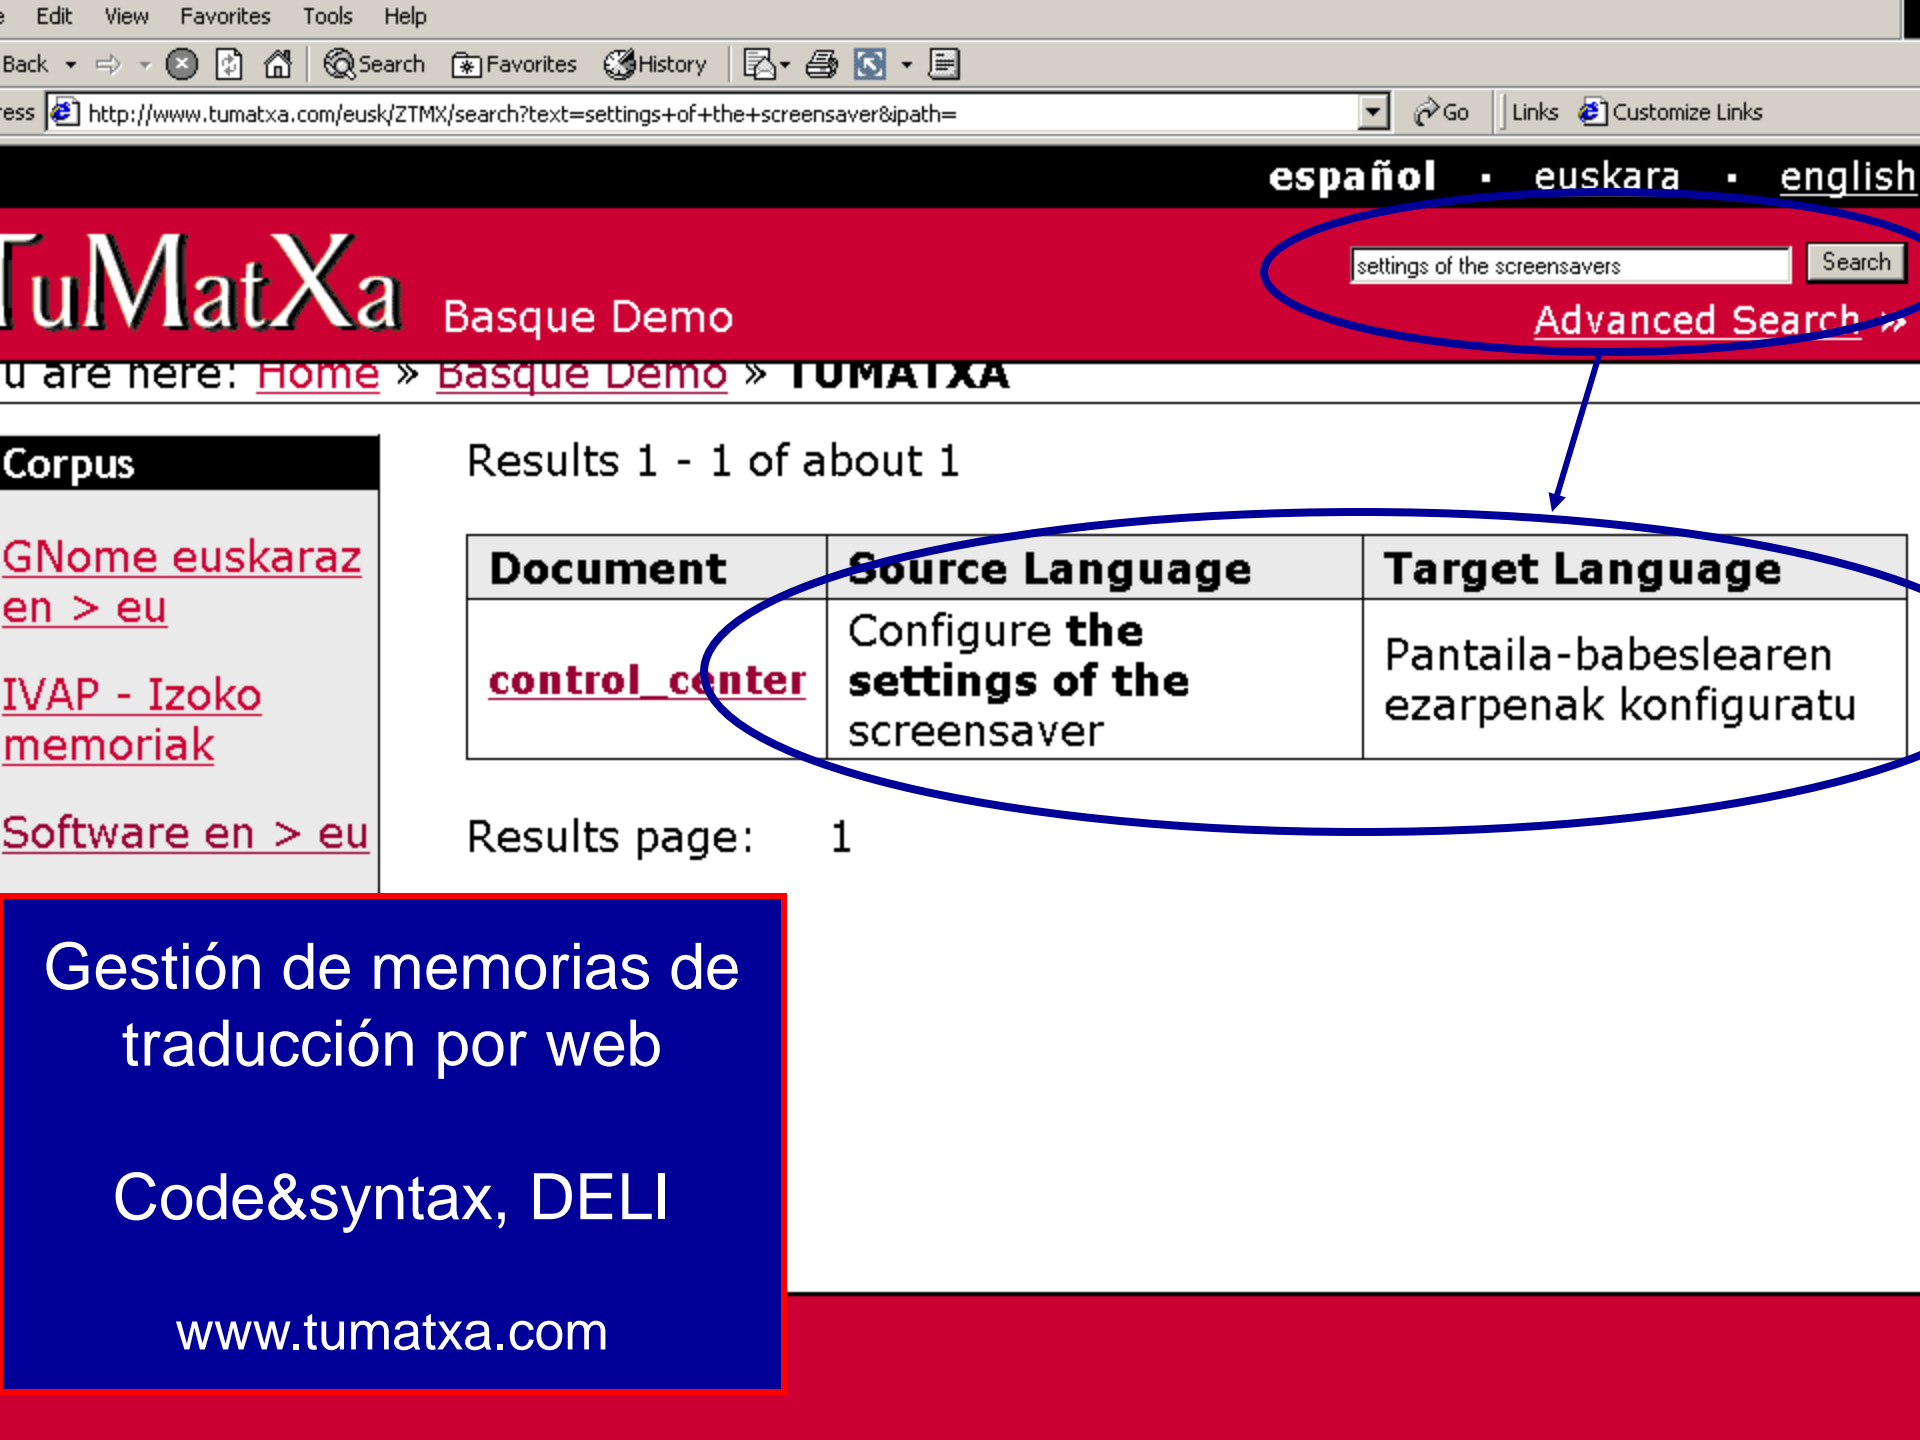 Edit View Favorites Tools Help
Back Search Favorites History
http://www.tumatxa.com/eusk/ZTMX/search?text=settings+of+the+screensaver&ipath= Go Links Customize Links
español · euskara · english
TuMatXa Basque Demo
settings of the screensavers Search
Advanced Search »
u are here: Home » Basque Demo » TUMATXA
Corpus
GNome euskaraz
en > eu
IVAP - Izoko
memoriak
Software en > eu
Results 1 - 1 of about 1
Document Source Language Target Language
control_center
Configure the
settings of the
screensaver
Pantaila-babeslearen
ezarpenak konfiguratu
Results page: 1
Gestión de memorias de
traducción por web
Code&syntax, DELI
www.tumatxa.com